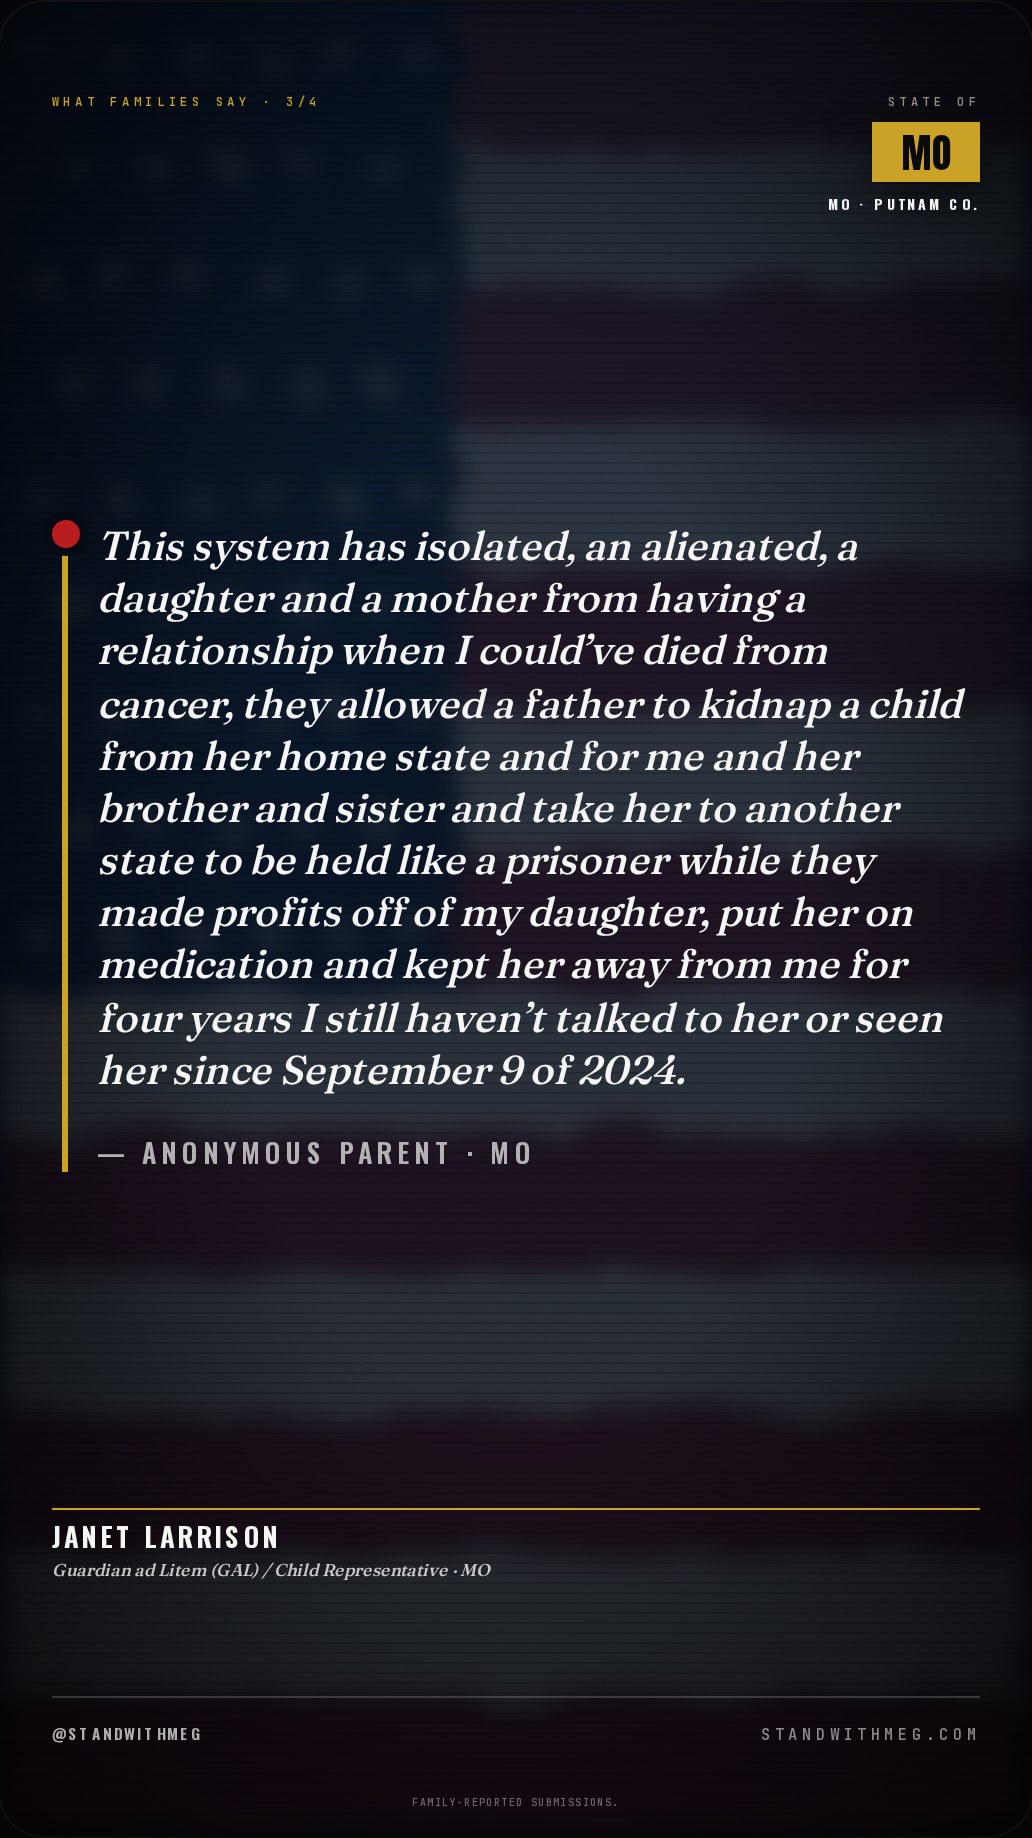 WHAT FAMILIES SAY · 3/4
STATE OF
MO
MO · PUTNAM CO.
This system has isolated, an alienated, a
daughter and a mother from having a
relationship when I could’ve died from
cancer, they allowed a father to kidnap a child
from her home state and for me and her
brother and sister and take her to another
state to be held like a prisoner while they
made profits off of my daughter, put her on
medication and kept her away from me for
four years I still haven’t talked to her or seen
her since September 9 of 2024.
— ANONYMOUS PARENT · MO
JANET LARRISON
Guardian ad Litem (GAL) / Child Representative · MO
@STANDWITHMEG
STANDWITHMEG.COM
FAMILY-REPORTED SUBMISSIONS.